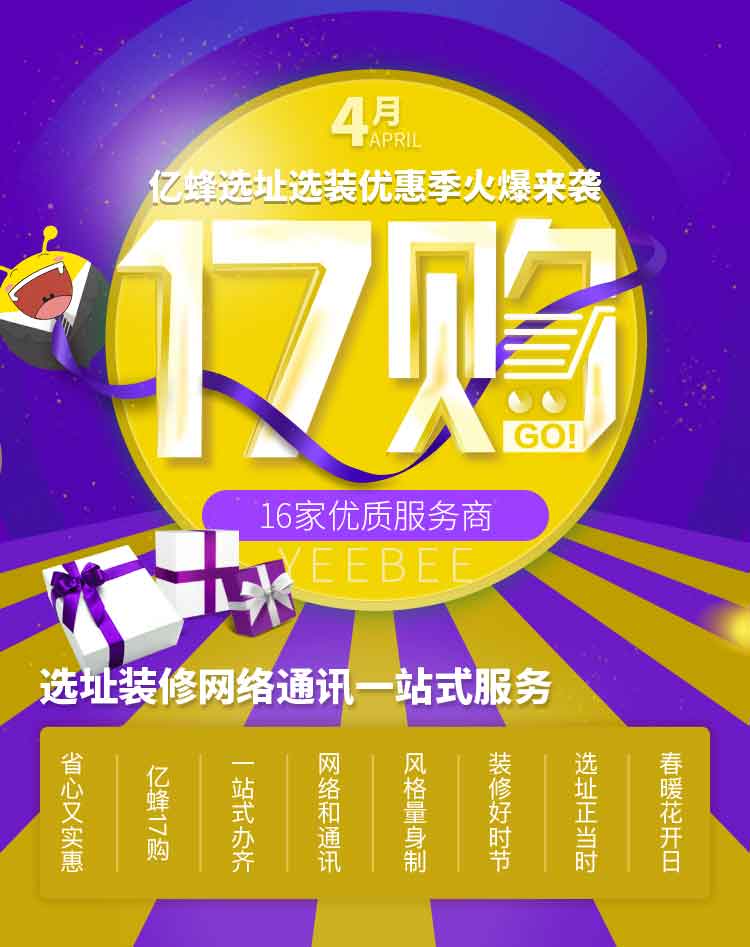 4月
APRIL
亿蜂选址选装优惠季火爆来袭
17购
GO!
16家优质服务商
YEEBEE
选址装修网络通讯一站式服务
春暖花开日
选址正当时
装修好时节
风格量身制
网络和通讯
一站式办齐
亿蜂17购
省心又实惠